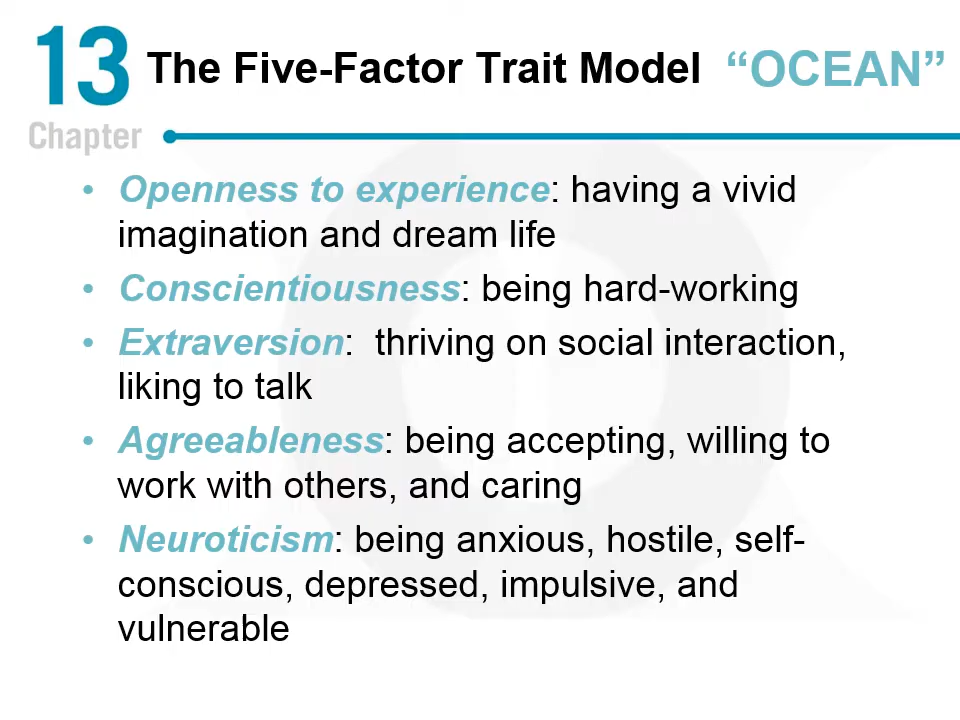 13
The Five-Factor Trait Model “OCEAN”
Chapter
• Openness to experience: having a vivid
imagination and dream life
• Conscientiousness: being hard-working
• Extraversion:  thriving on social interaction,
liking to talk
• Agreeableness: being accepting, willing to
work with others, and caring
• Neuroticism: being anxious, hostile, self-
conscious, depressed, impulsive, and
vulnerable